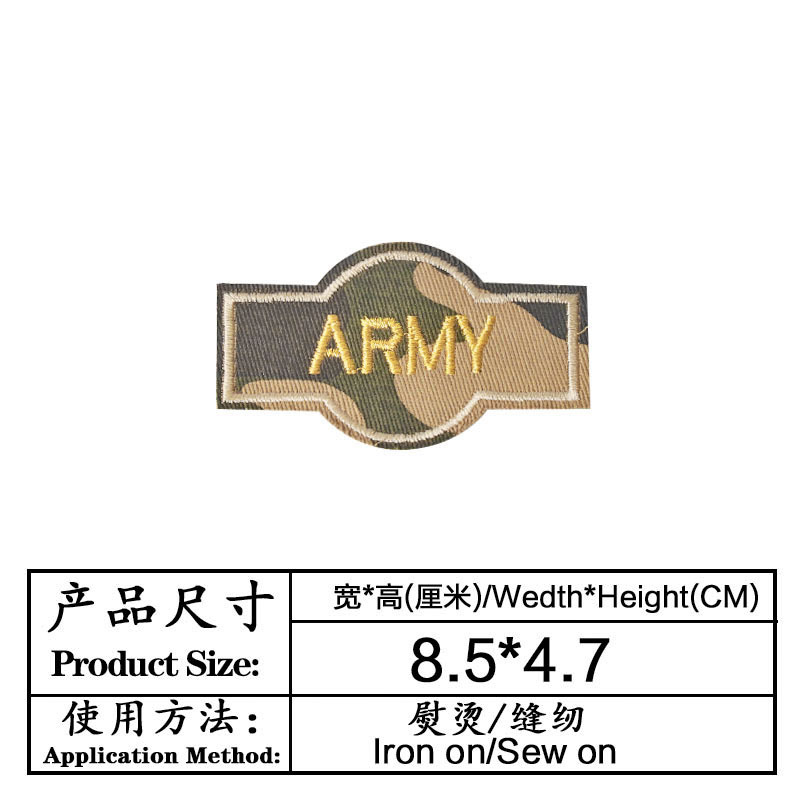 ARMY
产品尺寸
Product Size:
宽*高(厘米)/Wedth*Height(CM)
8.5*4.7
使用方法:
Application Method:
熨烫/缝纫
Iron on/Sew on